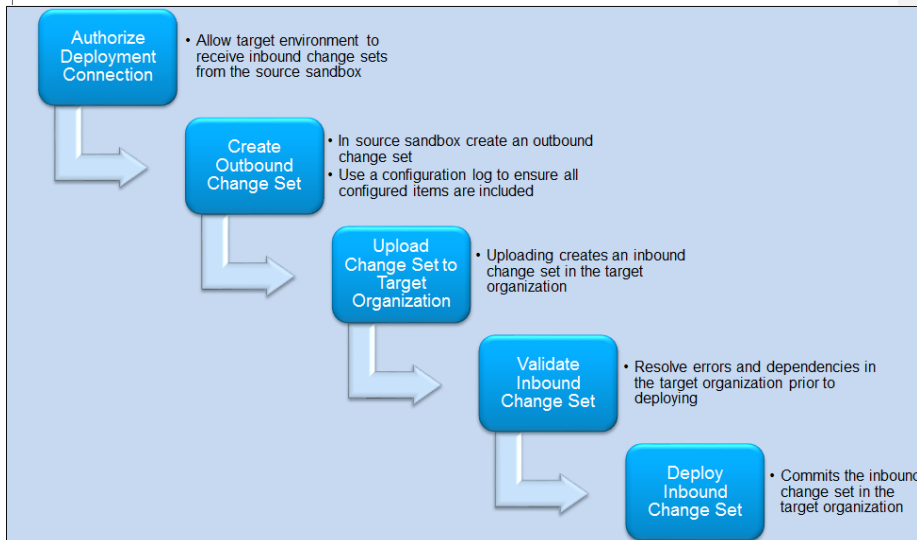 Authorize
Deployment
Connection
• Allow target environment to
receive inbound change sets
from the source sandbox
Create
Outbound
Change Set
• In source sandbox create an outbound
change set
• Use a configuration log to ensure all
configured items are included
Upload
Change Set to
Target
Organization
• Uploading creates an inbound
change set in the target
organization
Validate
Inbound
Change Set
• Resolve errors and dependencies in
the target organization prior to
deploying
Deploy
Inbound
Change Set
• Commits the inbound
change set in the
target organization